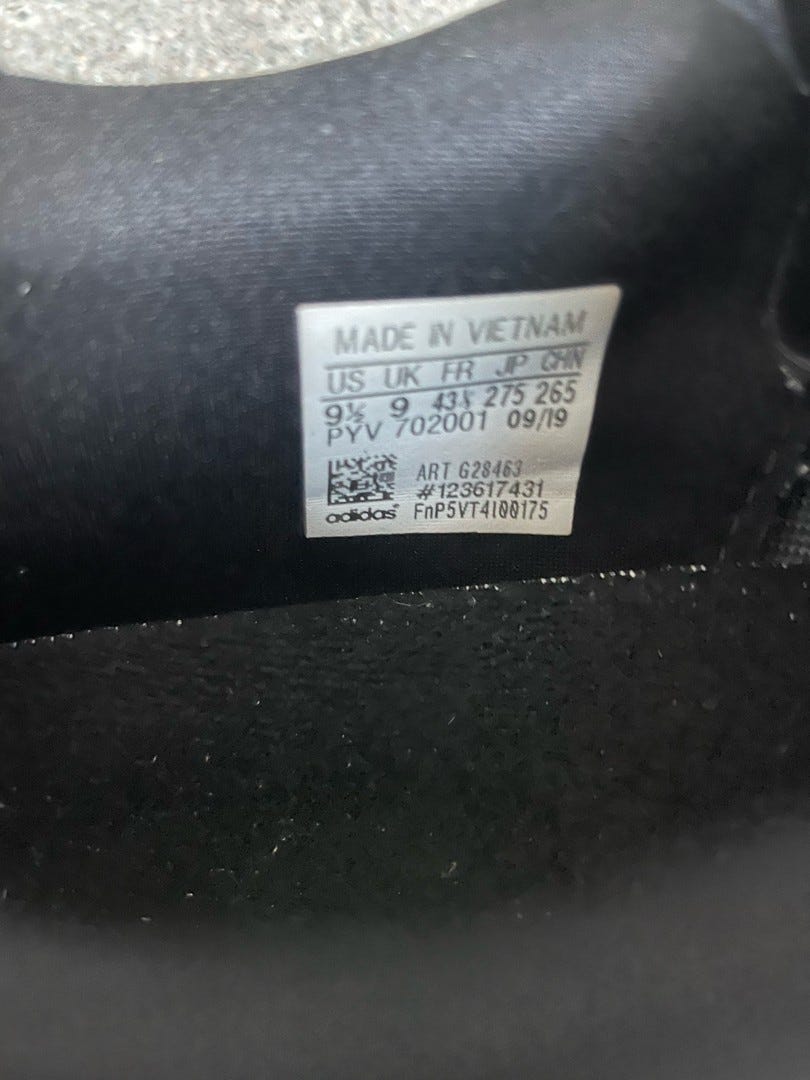 MADE IN VIETNAM
US UK FR JP CHN
9½ 9 43⅓ 275 265
PYV 702001 09/19
ART G28463
#123617431
adidas FnP5VT4I00175